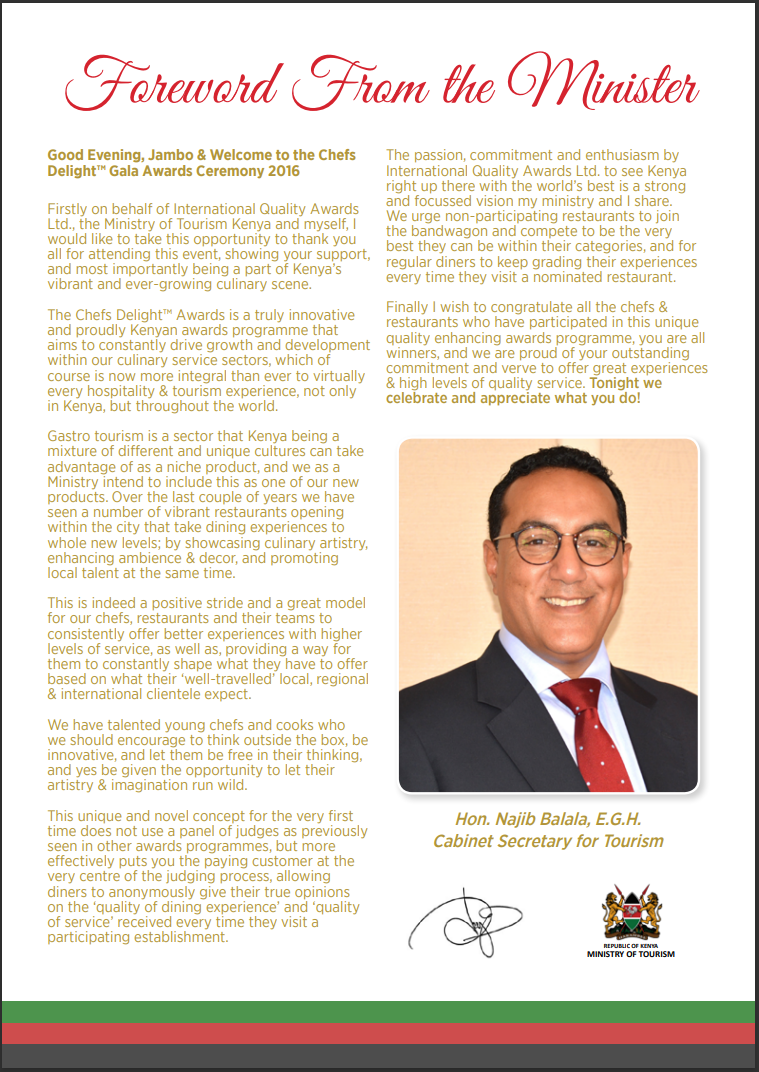 Foreword From the Minister
Good Evening, Jambo & Welcome to the Chefs
Delight™ Gala Awards Ceremony 2016
Firstly on behalf of International Quality Awards
Ltd., the Ministry of Tourism Kenya and myself, I
would like to take this opportunity to thank you
all for attending this event, showing your support,
and most importantly being a part of Kenya's
vibrant and ever-growing culinary scene.
The Chefs Delight™ Awards is a truly innovative
and proudly Kenyan awards programme that
aims to constantly drive growth and development
within our culinary service sectors, which of
course is now more integral than ever to virtually
every hospitality & tourism experience, not only
in Kenya, but throughout the world.
Gastro tourism is a sector that Kenya being a
mixture of different and unique cultures can take
advantage of as a niche product, and we as a
Ministry intend to include this as one of our new
products. Over the last couple of years we have
seen a number of vibrant restaurants opening
within the city that take dining experiences to
whole new levels; by showcasing culinary artistry,
enhancing ambience & decor, and promoting
local talent at the same time.
This is indeed a positive stride and a great model
for our chefs, restaurants and their teams to
consistently offer better experiences with higher
levels of service, as well as, providing a way for
them to constantly shape what they have to offer
based on what their 'well-travelled' local, regional
& international clientele expect.
We have talented young chefs and cooks who
we should encourage to think outside the box, be
innovative, and let them be free in their thinking,
and yes be given the opportunity to let their
artistry & imagination run wild.
This unique and novel concept for the very first
time does not use a panel of judges as previously
seen in other awards programmes, but more
effectively puts you the paying customer at the
very centre of the judging process, allowing
diners to anonymously give their true opinions
on the 'quality of dining experience' and 'quality
of service' received every time they visit a
participating establishment.
The passion, commitment and enthusiasm by
International Quality Awards Ltd. to see Kenya
right up there with the world's best is a strong
and focussed vision my ministry and I share.
We urge non-participating restaurants to join
the bandwagon and compete to be the very
best they can be within their categories, and for
regular diners to keep grading their experiences
every time they visit a nominated restaurant.
Finally I wish to congratulate all the chefs &
restaurants who have participated in this unique
quality enhancing awards programme, you are all
winners, and we are proud of your outstanding
commitment and verve to offer great experiences
& high levels of quality service. Tonight we
celebrate and appreciate what you do!
Hon. Najib Balala, E.G.H.
Cabinet Secretary for Tourism
REPUBLIC OF KENYA
MINISTRY OF TOURISM